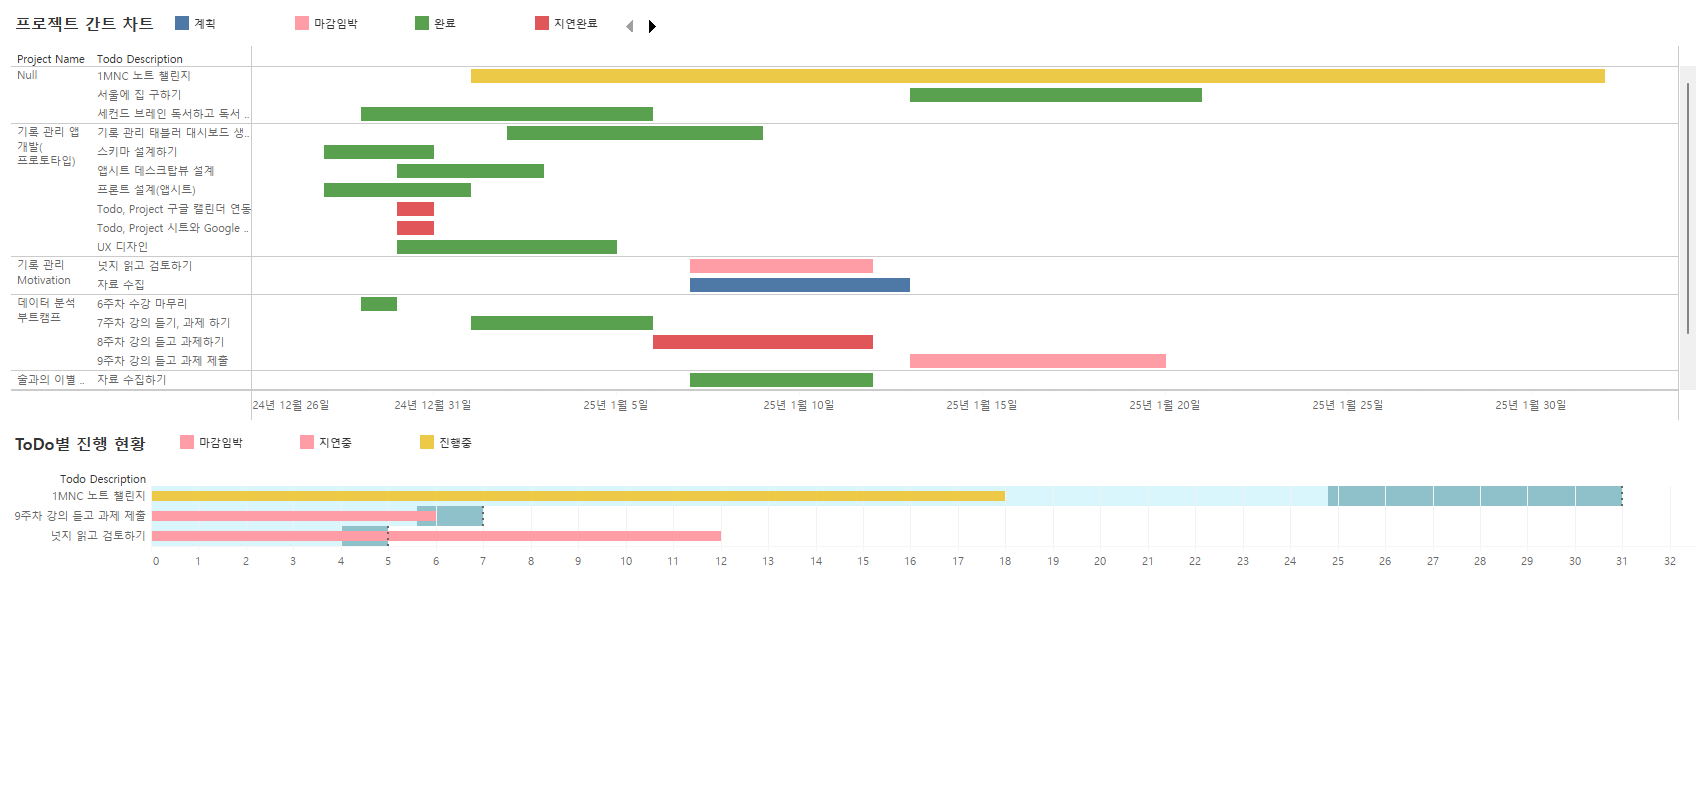 프로젝트 간트 차트
계획
마감임박
완료
지연완료
Project Name
Todo Description
Null
1MNC 노트 챌린지
서울에 집 구하기
세컨드 브레인 독서하고 독서 ..
기록 관리 앱
개발(
프로토타입)
기록 관리 태블러 대시보드 생..
스키마 설계하기
앱시트 데스크탑뷰 설계
프론트 설계(앱시트)
Todo, Project 구글 캘린더 연동
Todo, Project 시트와 Google ..
UX 디자인
기록 관리
Motivation
넛지 읽고 검토하기
자료 수집
데이터 분석
부트캠프
6주차 수강 마무리
7주차 강의 듣기, 과제 하기
8주차 강의 듣고 과제하기
9주차 강의 듣고 과제 제출
술과의 이별 ..
자료 수집하기
24년 12월 26일
24년 12월 31일
25년 1월 5일
25년 1월 10일
25년 1월 15일
25년 1월 20일
25년 1월 25일
25년 1월 30일
ToDo별 진행 현황
마감임박
지연중
진행중
Todo Description
1MNC 노트 챌린지
9주차 강의 듣고 과제 제출
넛지 읽고 검토하기
0 1 2 3 4 5 6 7 8 9 10 11 12 13 14 15 16 17 18 19 20 21 22 23 24 25 26 27 28 29 30 31 32